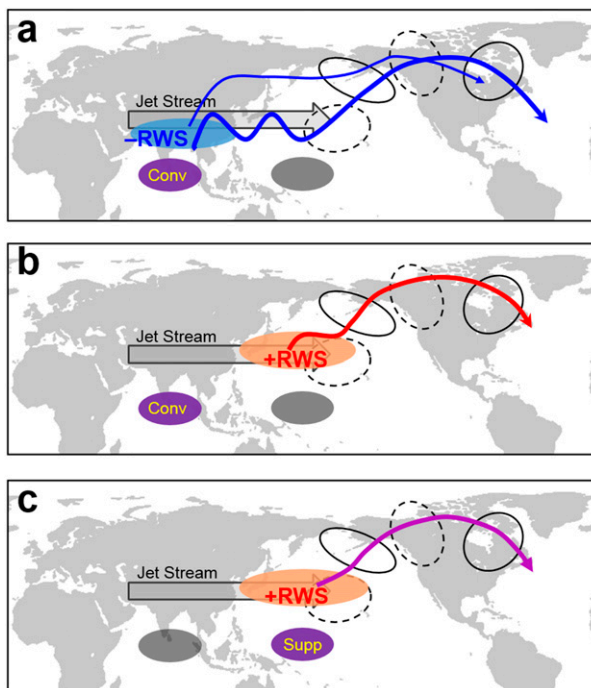 a
Jet Stream
–RWS
Conv
b
Jet Stream
+RWS
Conv
c
Jet Stream
+RWS
Supp